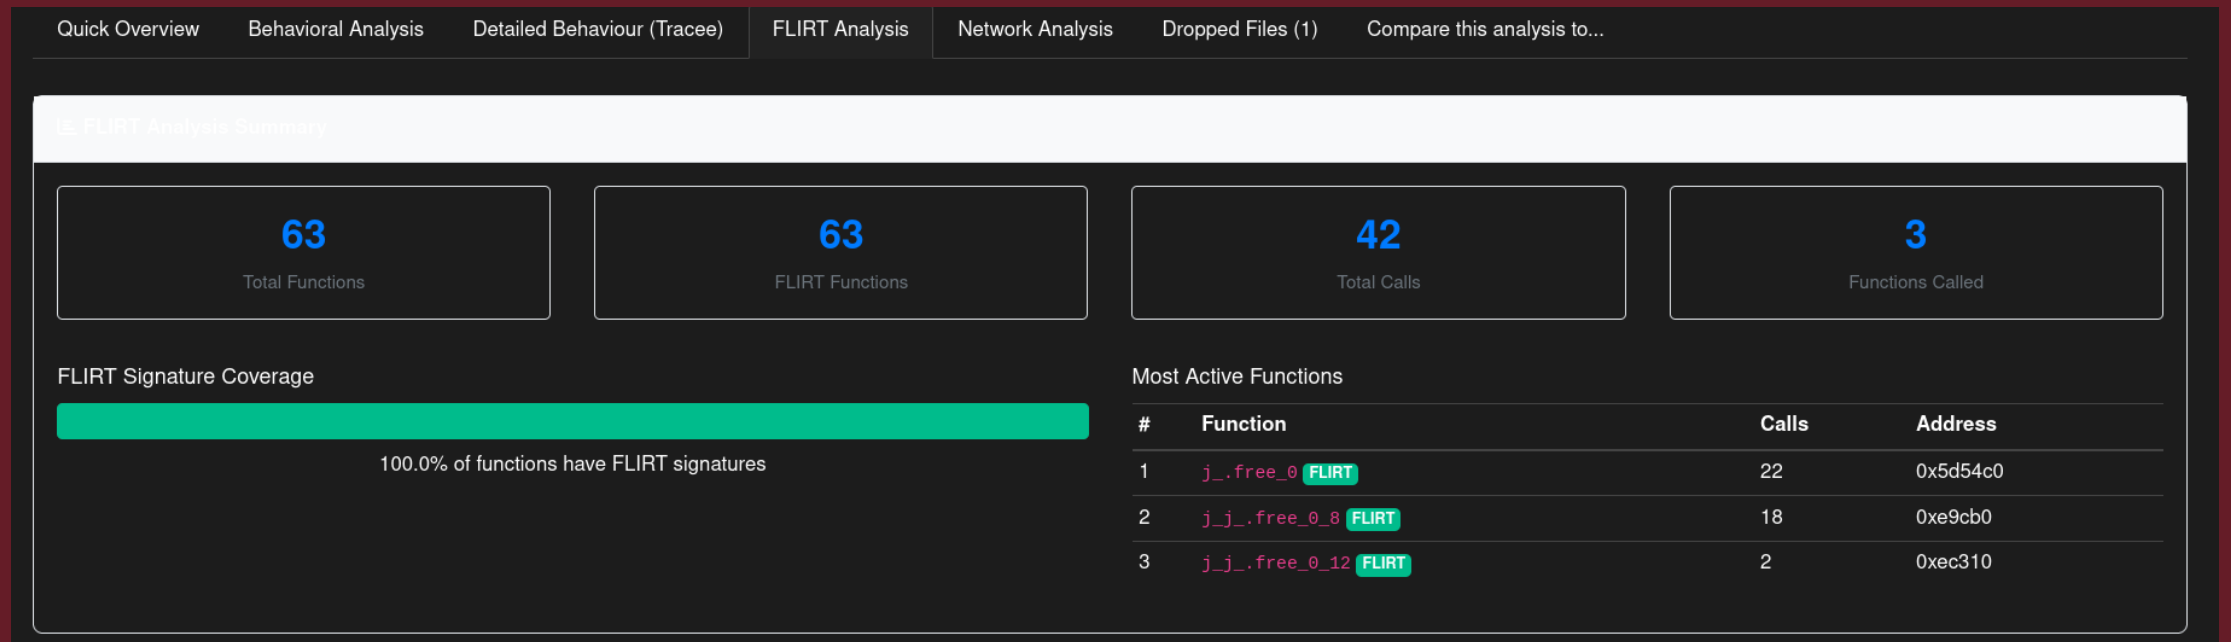 Quick Overview Behavioral Analysis Detailed Behaviour (Tracee) FLIRT Analysis Network Analysis Dropped Files (1) Compare this analysis to...
FLIRT Analysis Summary
63
Total Functions
63
FLIRT Functions
42
Total Calls
3
Functions Called
FLIRT Signature Coverage
100.0% of functions have FLIRT signatures
Most Active Functions
# Function Calls Address
1 j_.free_0 FLIRT 22 0x5d54c0
2 j_j_.free_0_8 FLIRT 18 0xe9cb0
3 j_j_.free_0_12 FLIRT 2 0xec310